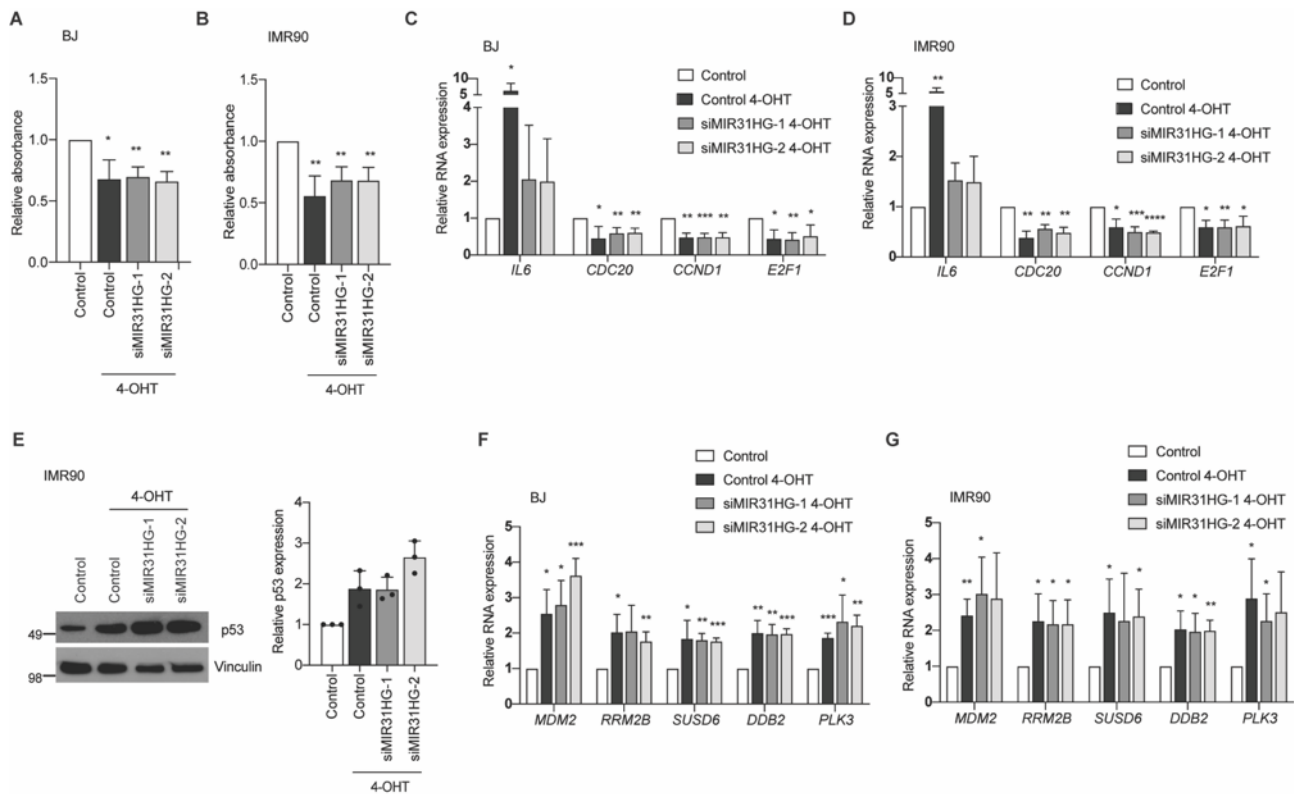 A
BJ
Relative absorbance
1.5
1.0
0.5
0.0
* ** **
Control
Control
siMIR31HG-1
siMIR31HG-2
4-OHT
B
IMR90
Relative absorbance
1.5
1.0
0.5
0.0
** ** **
Control
Control
siMIR31HG-1
siMIR31HG-2
4-OHT
C
BJ
Relative RNA expression
10
5
4
3
2
1
0
Control
Control 4-OHT
siMIR31HG-1 4-OHT
siMIR31HG-2 4-OHT
*
* ** **
** *** **
* ** *
IL6 CDC20 CCND1 E2F1
D
IMR90
Relative RNA expression
10
5
3
2
1
0
Control
Control 4-OHT
siMIR31HG-1 4-OHT
siMIR31HG-2 4-OHT
**
** ** **
* *** ****
* ** *
IL6 CDC20 CCND1 E2F1
E
IMR90
4-OHT
Control
Control
siMIR31HG-1
siMIR31HG-2
49
p53
98
Vinculin
Relative p53 expression
4
3
2
1
0
Control
Control
siMIR31HG-1
siMIR31HG-2
4-OHT
F
BJ
Relative RNA expression
5
4
3
2
1
0
Control
Control 4-OHT
siMIR31HG-1 4-OHT
siMIR31HG-2 4-OHT
* * ***
* **
* ** ***
** ** ***
*** * **
MDM2 RRM2B SUSD6 DDB2 PLK3
G
IMR90
Relative RNA expression
5
4
3
2
1
0
Control
Control 4-OHT
siMIR31HG-1 4-OHT
siMIR31HG-2 4-OHT
** *
* * *
* *
* * **
* *
MDM2 RRM2B SUSD6 DDB2 PLK3